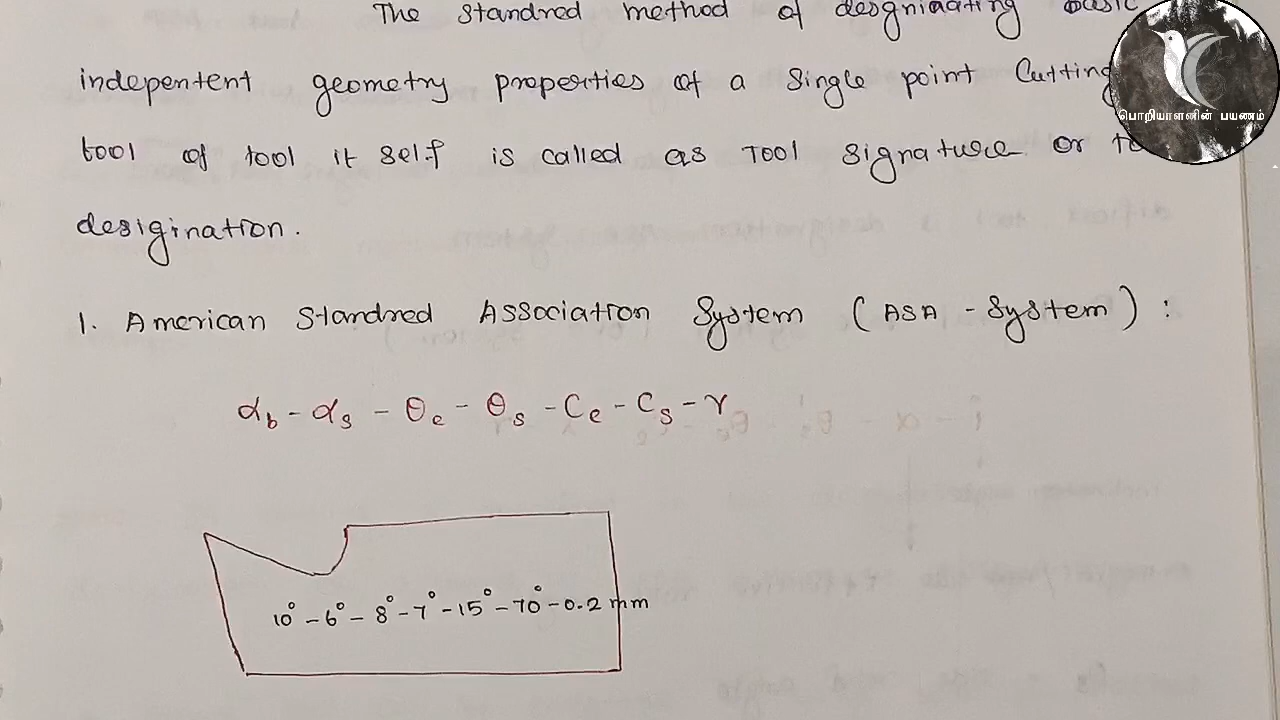 The standred method of desgniaating basic
indepentent geometry properties of a single point Cutting
tool of tool it self is called as Tool signature or
desigination.
பொறியாளனின் பயணம்
1. American Standred Association System (ASA - System) :
αb - αs - θe - θs - Ce - Cs - r
10° - 6° - 8° - 7° - 15° - 70° - 0.2 mm